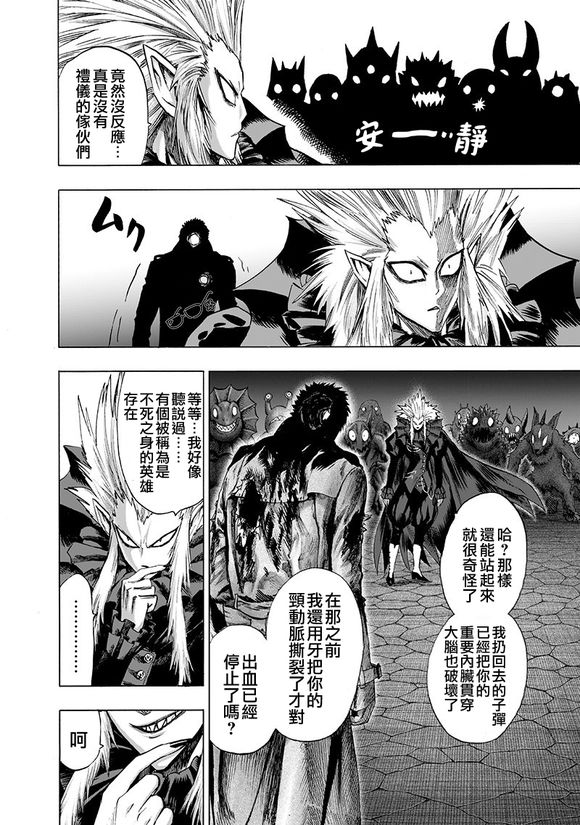 安一靜
竟然沒反應…
真是沒有
禮儀的傢伙們
ムク
哈?那樣
還能站起來
就很奇怪了
我扔回去的子彈
已經把你的
重要內臟貫穿
大腦也破壞了
在那之前
我還用牙把你的
頸動脈撕裂了才對
出血已經
停止了嗎?
等等…我好像
聽説過……
有個被稱為是
不死之身的英雄
存在
…………
呵